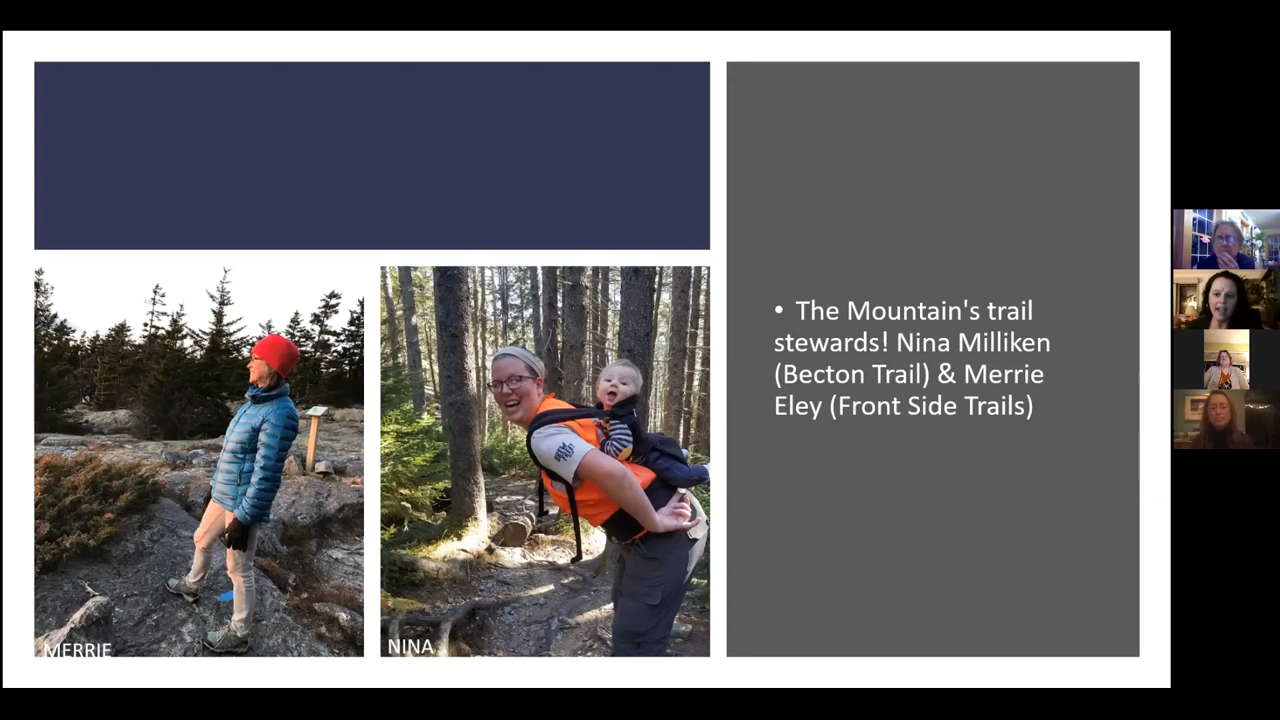 • The Mountain's trail
stewards! Nina Milliken
(Becton Trail) & Merrie
Eley (Front Side Trails)
MERRIE
NINA